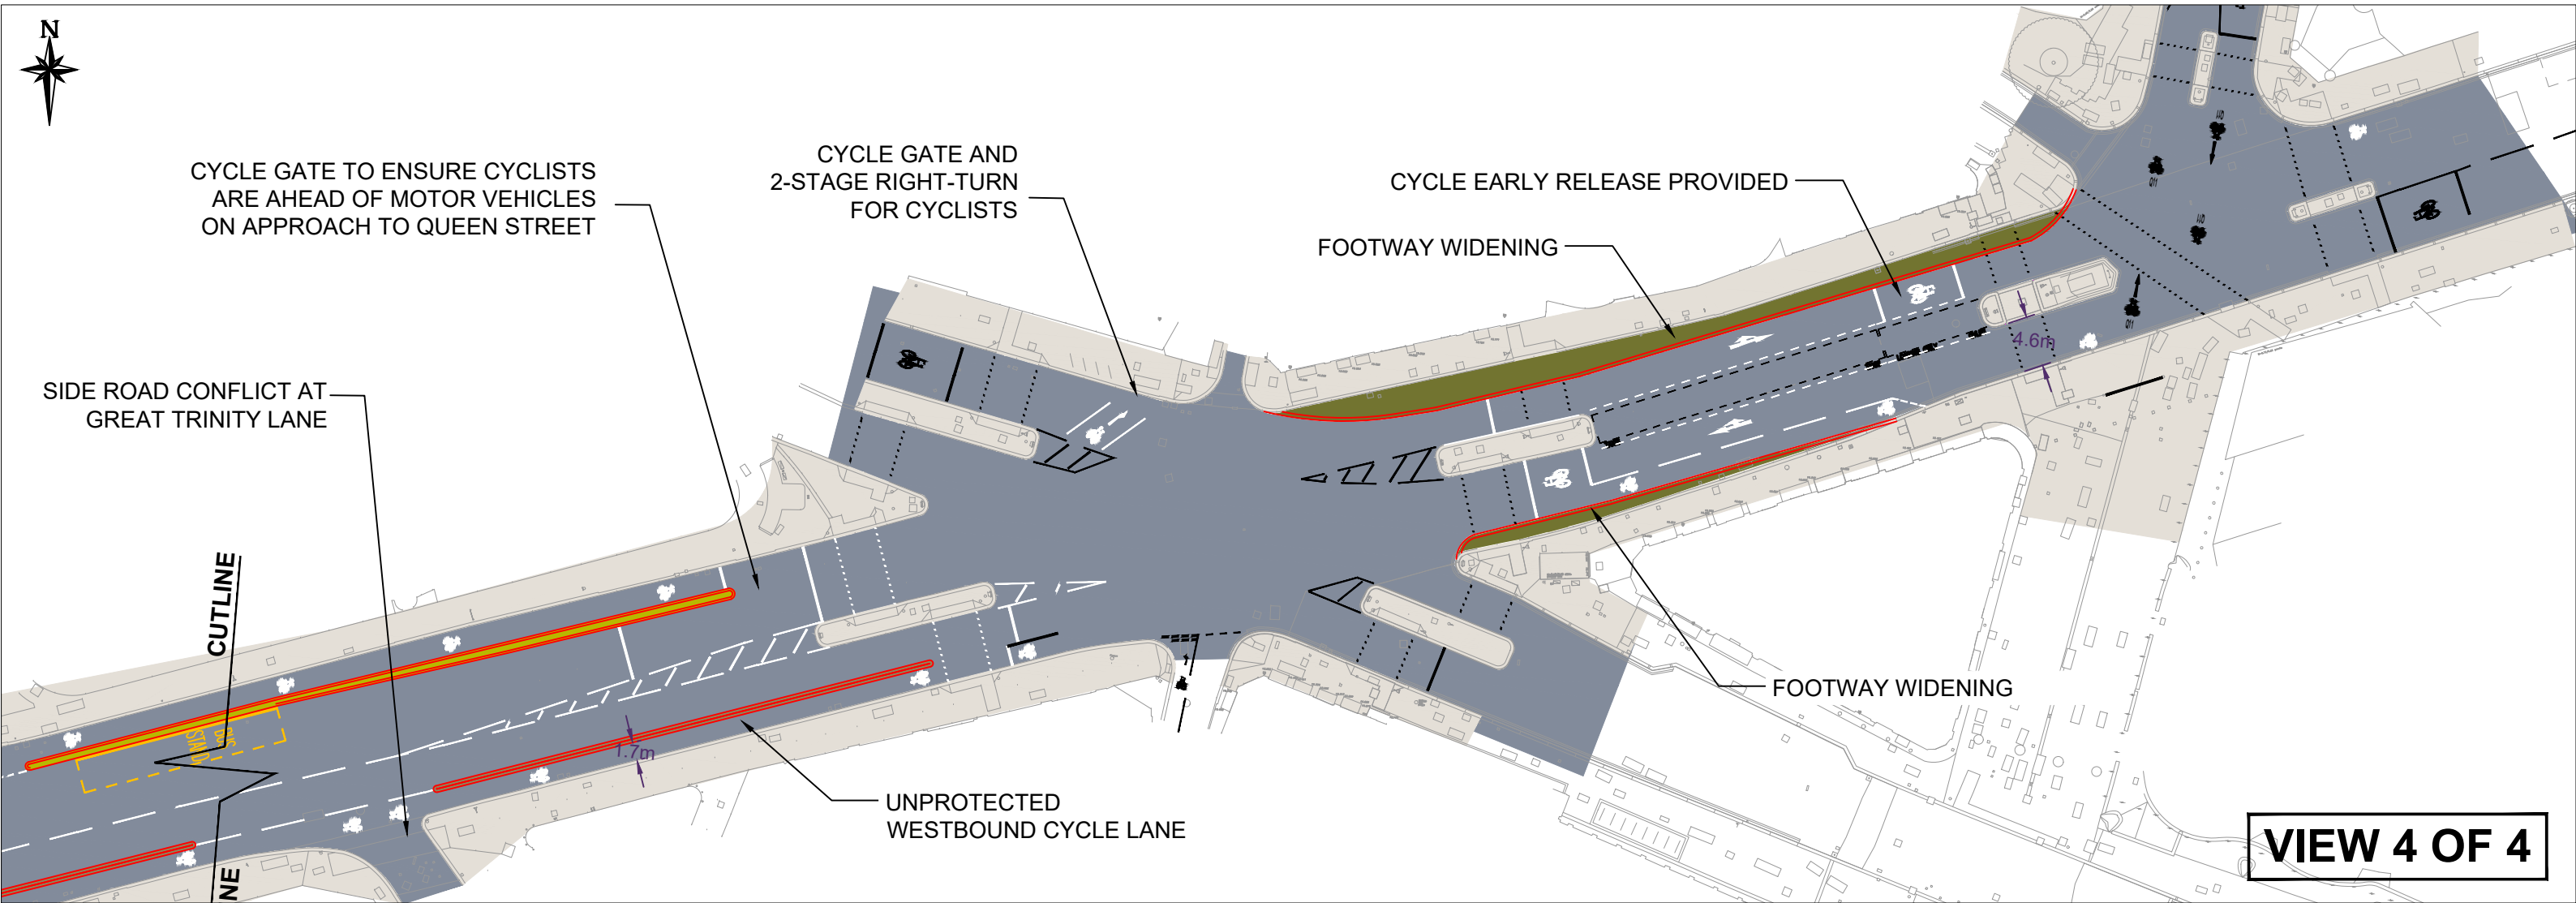 N
CYCLE GATE TO ENSURE CYCLISTS
ARE AHEAD OF MOTOR VEHICLES
ON APPROACH TO QUEEN STREET
CYCLE GATE AND
2-STAGE RIGHT-TURN
FOR CYCLISTS
CYCLE EARLY RELEASE PROVIDED
FOOTWAY WIDENING
SIDE ROAD CONFLICT AT
GREAT TRINITY LANE
4.6m
CUTLINE
BUS
STAND
1.7m
FOOTWAY WIDENING
UNPROTECTED
WESTBOUND CYCLE LANE
NE
VIEW 4 OF 4